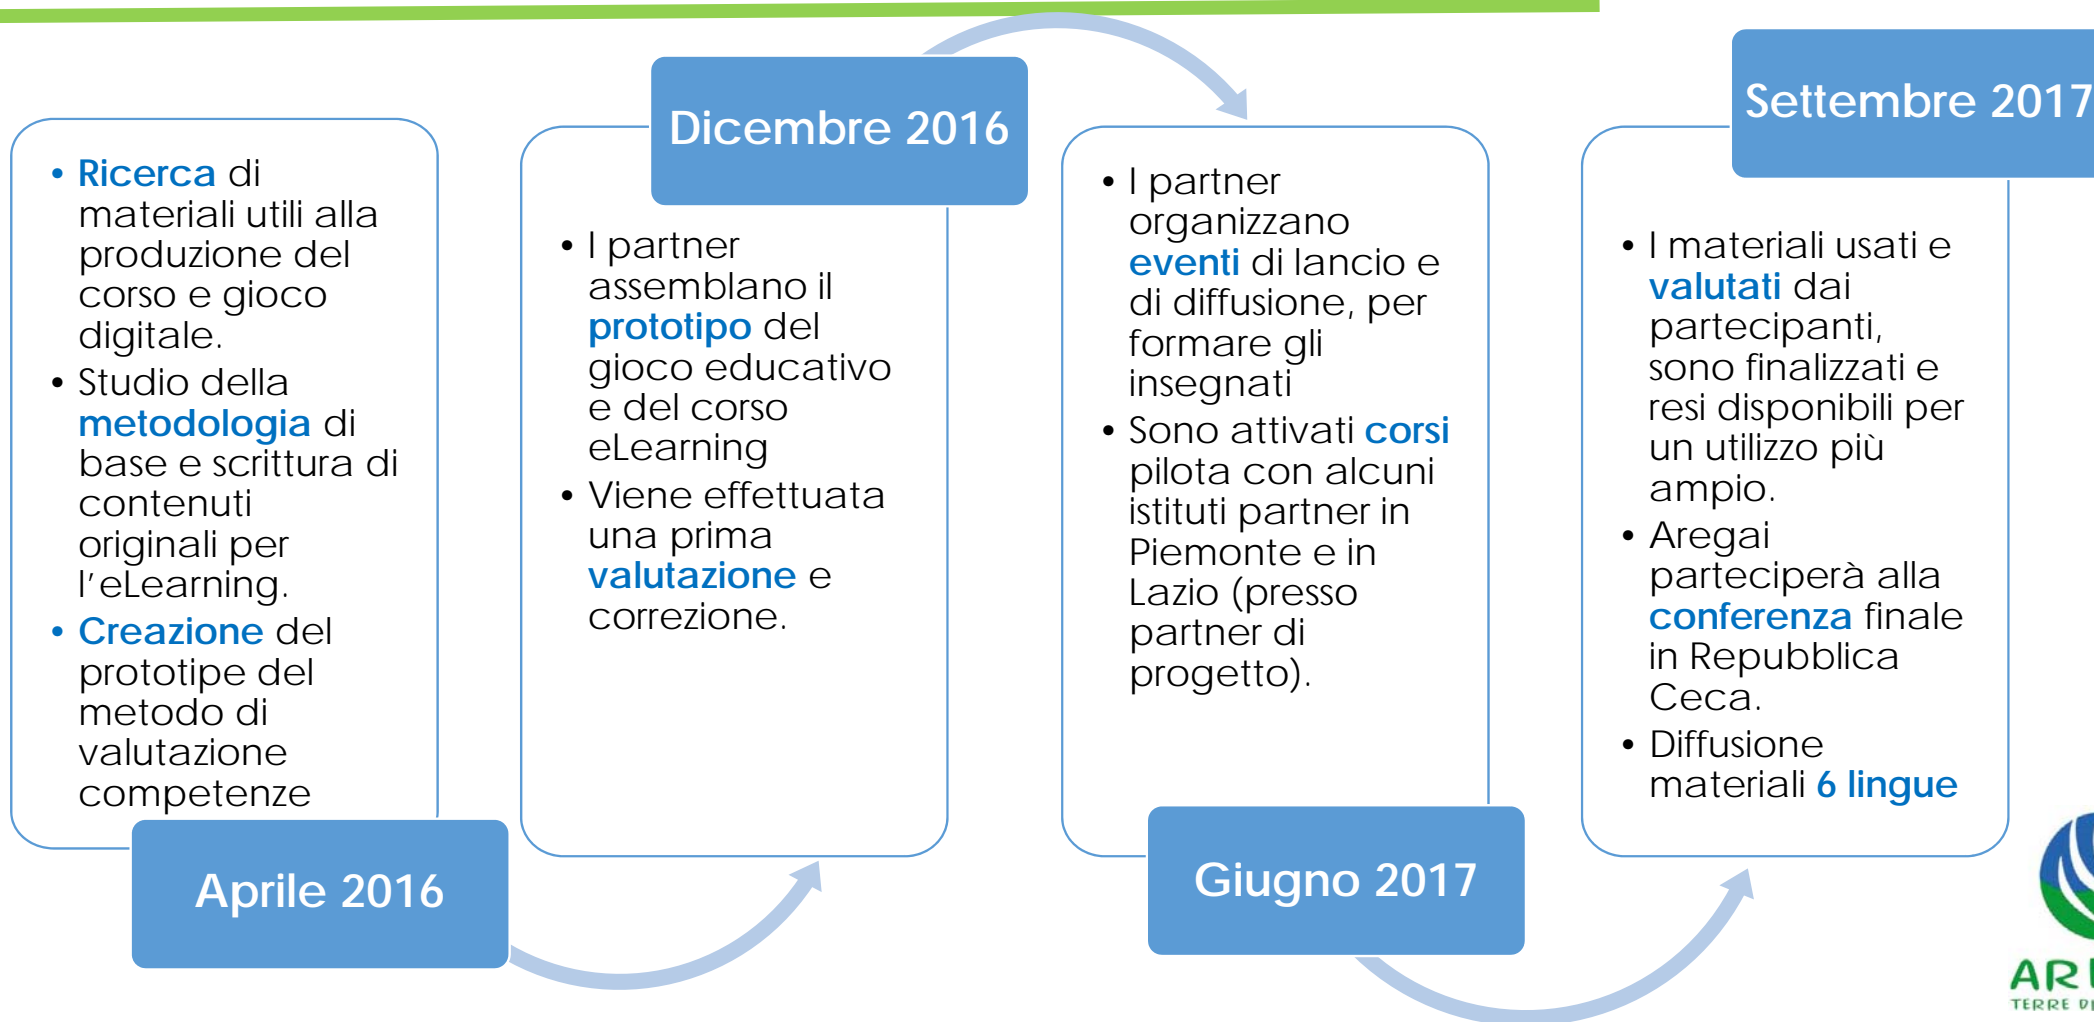 • Ricerca di
materiali utili alla
produzione del
corso e gioco
digitale.
• Studio della
metodologia di
base e scrittura di
contenuti
originali per
l’eLearning.
• Creazione del
prototipe del
metodo di
valutazione
competenze
Aprile 2016
Dicembre 2016
• I partner
assemblano il
prototipo del
gioco educativo
e del corso
eLearning
• Viene effettuata
una prima
valutazione e
correzione.
• I partner
organizzano
eventi di lancio e
di diffusione, per
formare gli
insegnati
• Sono attivati corsi
pilota con alcuni
istituti partner in
Piemonte e in
Lazio (presso
partner di
progetto).
Giugno 2017
Settembre 2017
• I materiali usati e
valutati dai
partecipanti,
sono finalizzati e
resi disponibili per
un utilizzo più
ampio.
• Aregai
parteciperà alla
conferenza finale
in Repubblica
Ceca.
• Diffusione
materiali 6 lingue
TERRE